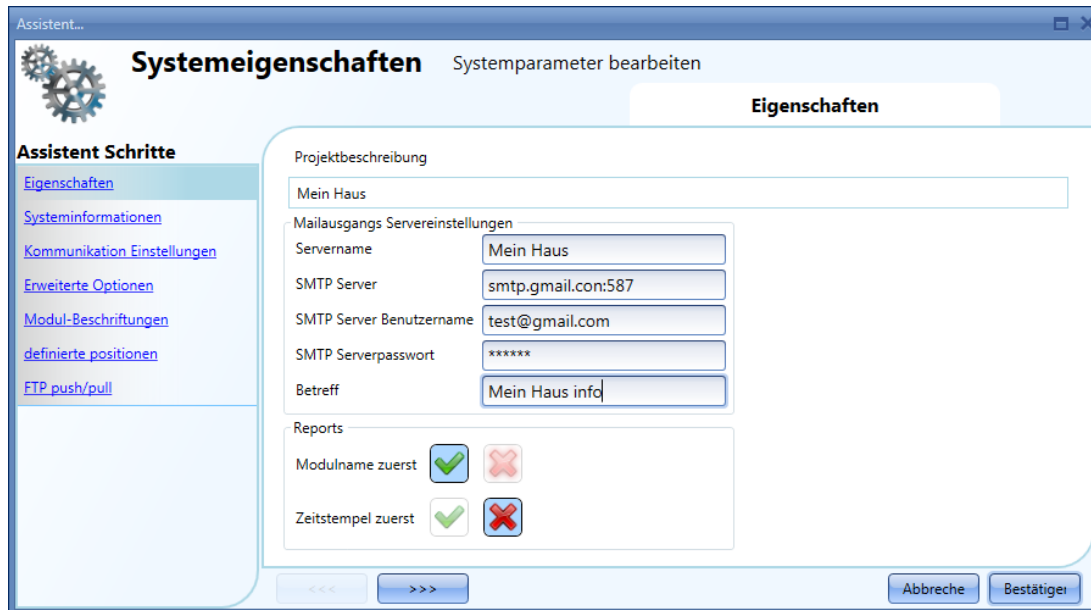 Assistent...
Systemeigenschaften Systemparameter bearbeiten
Eigenschaften
Assistent Schritte
Eigenschaften
Systeminformationen
Kommunikation Einstellungen
Erweiterte Optionen
Modul-Beschriftungen
definierte positionen
FTP push/pull
Projektbeschreibung
Mein Haus
Mailausgangs Servereinstellungen
Servername Mein Haus
SMTP Server smtp.gmail.con:587
SMTP Server Benutzername test@gmail.com
SMTP Serverpasswort ******
Betreff Mein Haus info
Reports
Modulname zuerst
Zeitstempel zuerst
<<< >>> Abbreche Bestätiger